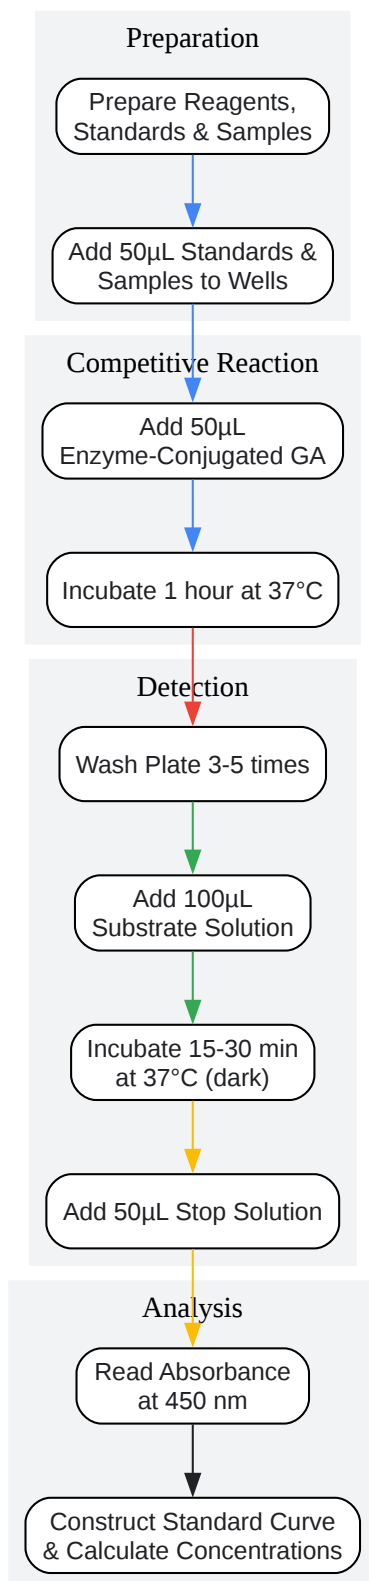 Preparation
Prepare Reagents,
Standards & Samples
Add 50µL Standards &
Samples to Wells
Competitive Reaction
Add 50µL
Enzyme-Conjugated GA
Incubate 1 hour at 37°C
Detection
Wash Plate 3-5 times
Add 100µL
Substrate Solution
Incubate 15-30 min
at 37°C (dark)
Add 50µL Stop Solution
Analysis
Read Absorbance
at 450 nm
Construct Standard Curve
& Calculate Concentrations